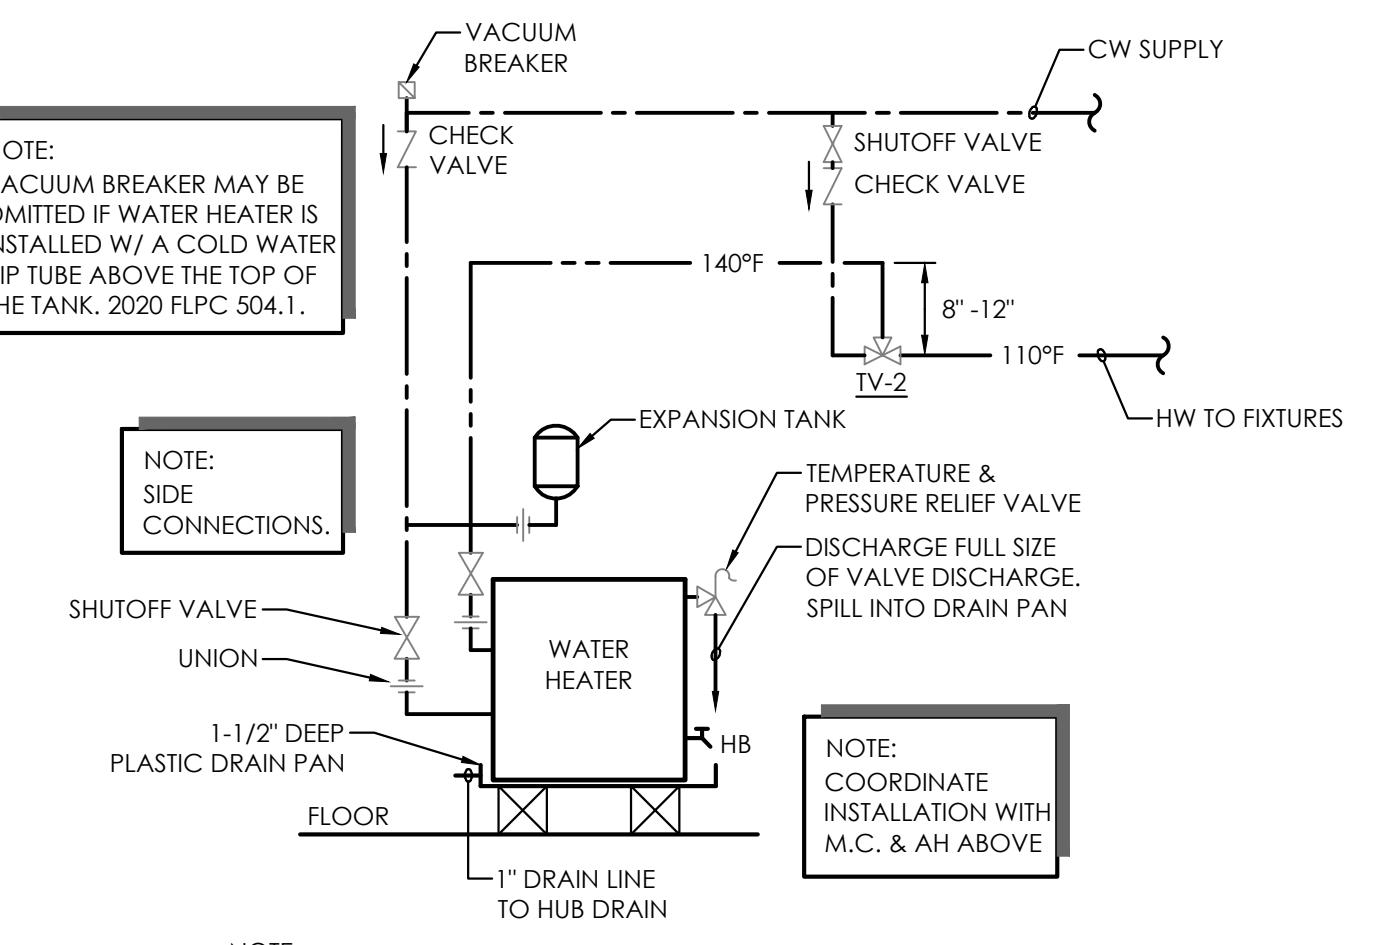 VACUUM
BREAKER
CW SUPPLY
CHECK
VALVE
SHUTOFF VALVE
CHECK VALVE
OTE:
ACUUM BREAKER MAY BE
OMITTED IF WATER HEATER IS
NSTALLED W/ A COLD WATER
IP TUBE ABOVE THE TOP OF
HE TANK. 2020 FLPC 504.1.
140°F
8" -12"
110°F
TV-2
HW TO FIXTURES
EXPANSION TANK
NOTE:
SIDE
CONNECTIONS.
TEMPERATURE &
PRESSURE RELIEF VALVE
DISCHARGE FULL SIZE
OF VALVE DISCHARGE.
SPILL INTO DRAIN PAN
SHUTOFF VALVE
UNION
WATER
HEATER
1-1/2" DEEP
PLASTIC DRAIN PAN
HB
NOTE:
COORDINATE
INSTALLATION WITH
M.C. & AH ABOVE
FLOOR
1" DRAIN LINE
TO HUB DRAIN
NOTE